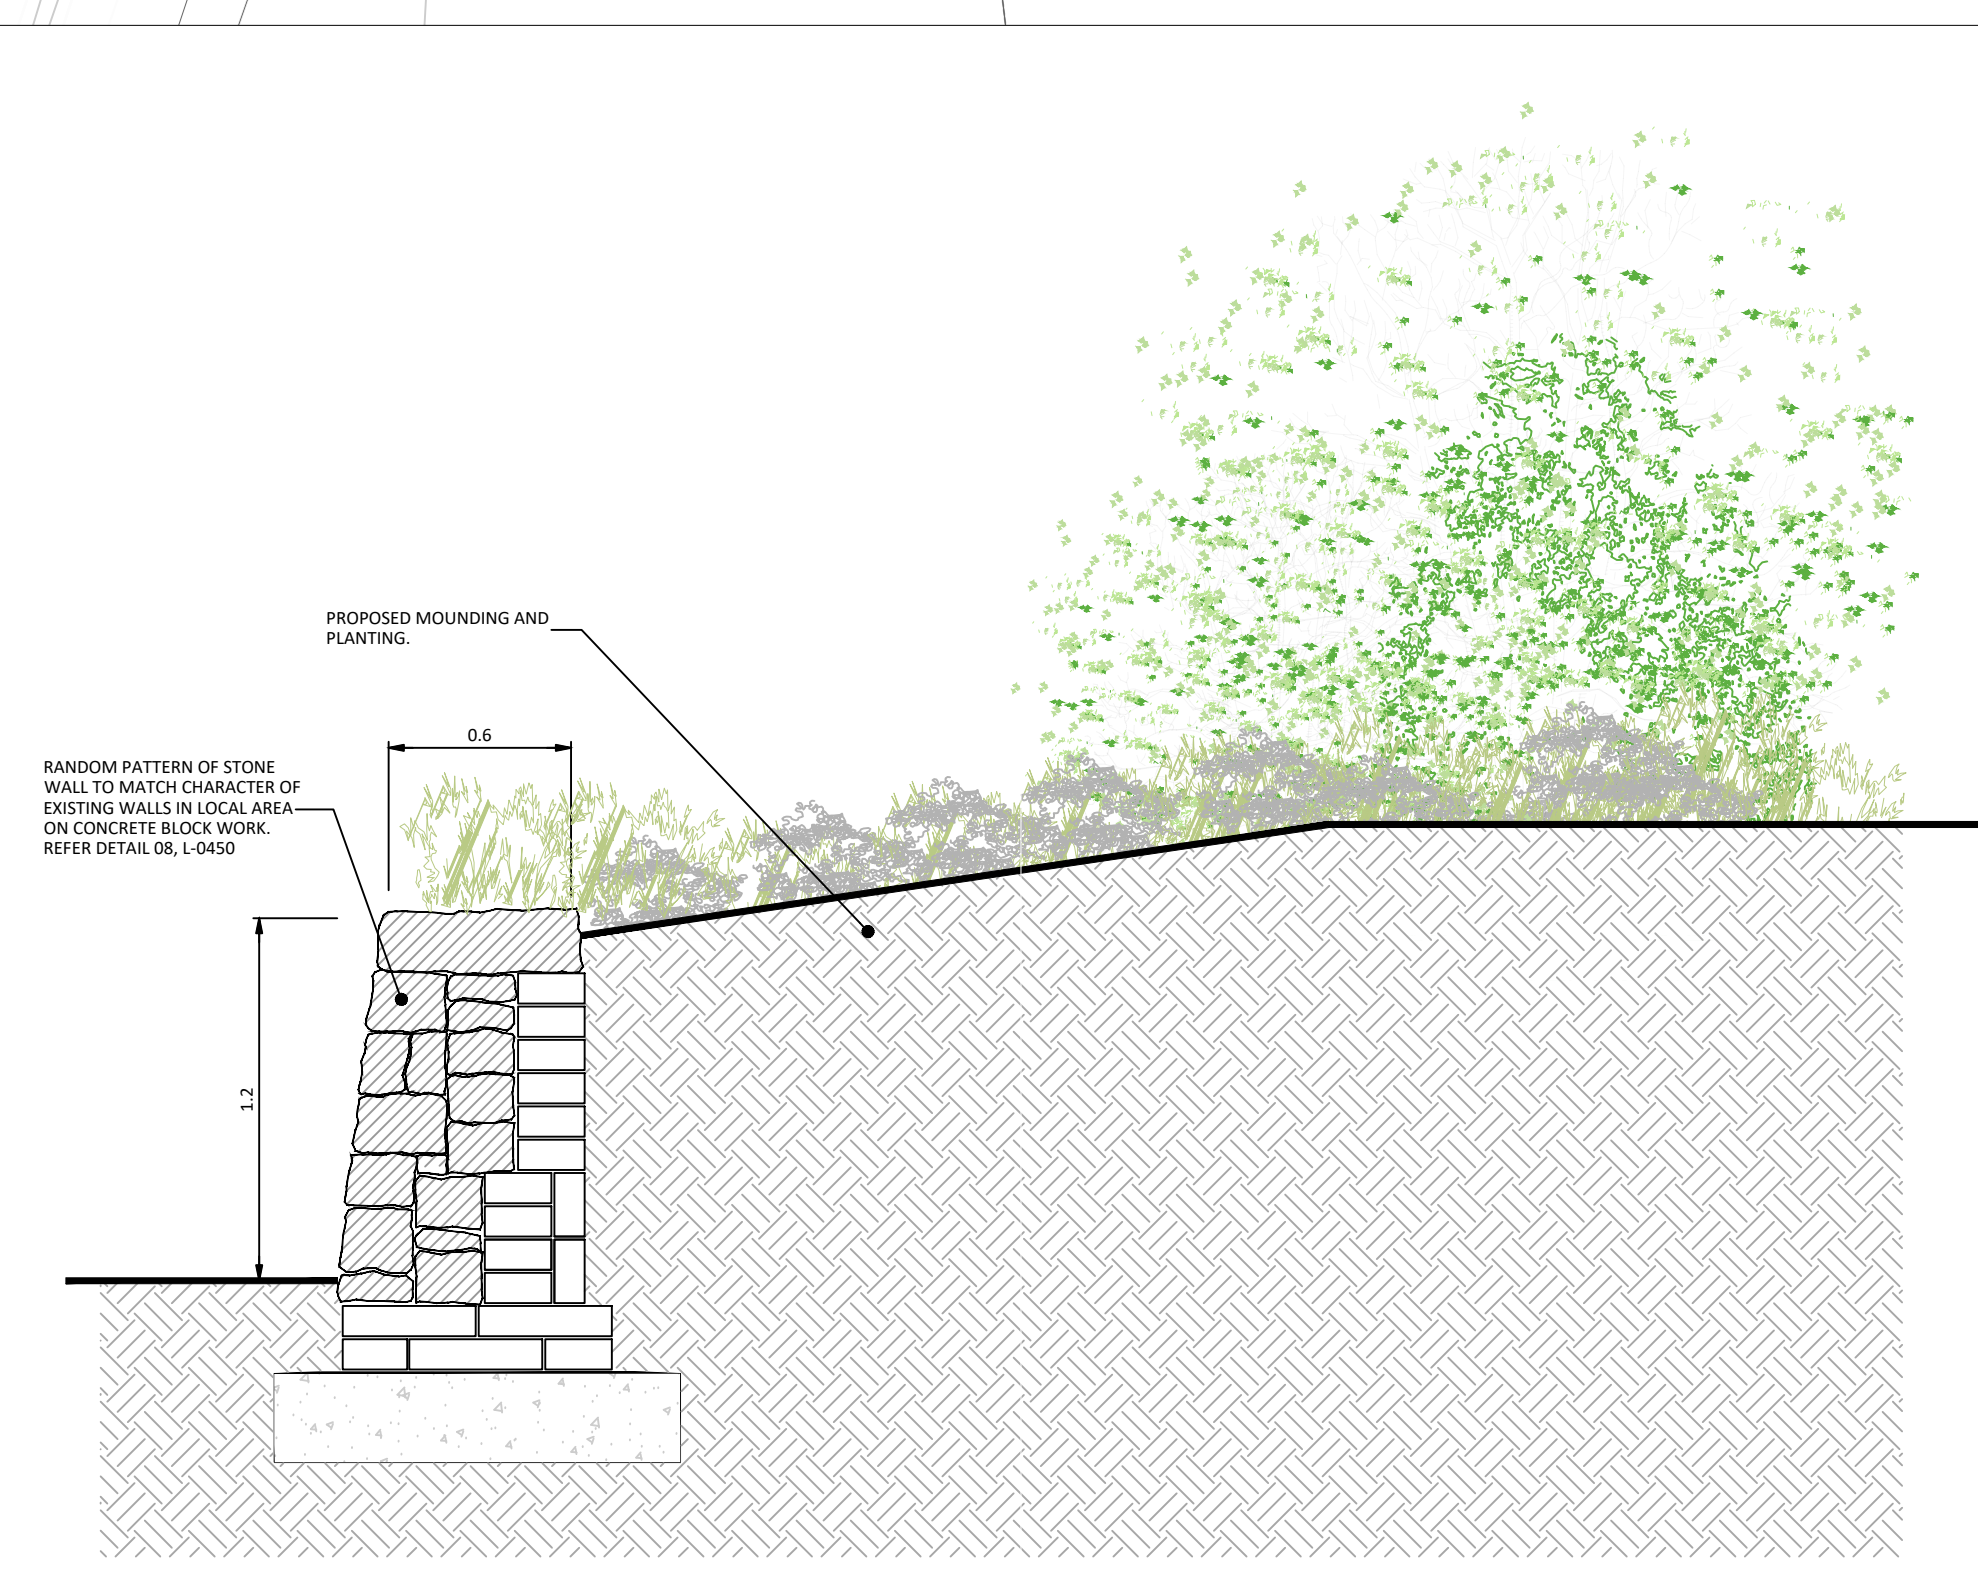 PROPOSED MOUNDING AND
PLANTING.
0.6
RANDOM PATTERN OF STONE
WALL TO MATCH CHARACTER OF
EXISTING WALLS IN LOCAL AREA
ON CONCRETE BLOCK WORK.
REFER DETAIL 08, L-0450
1.2